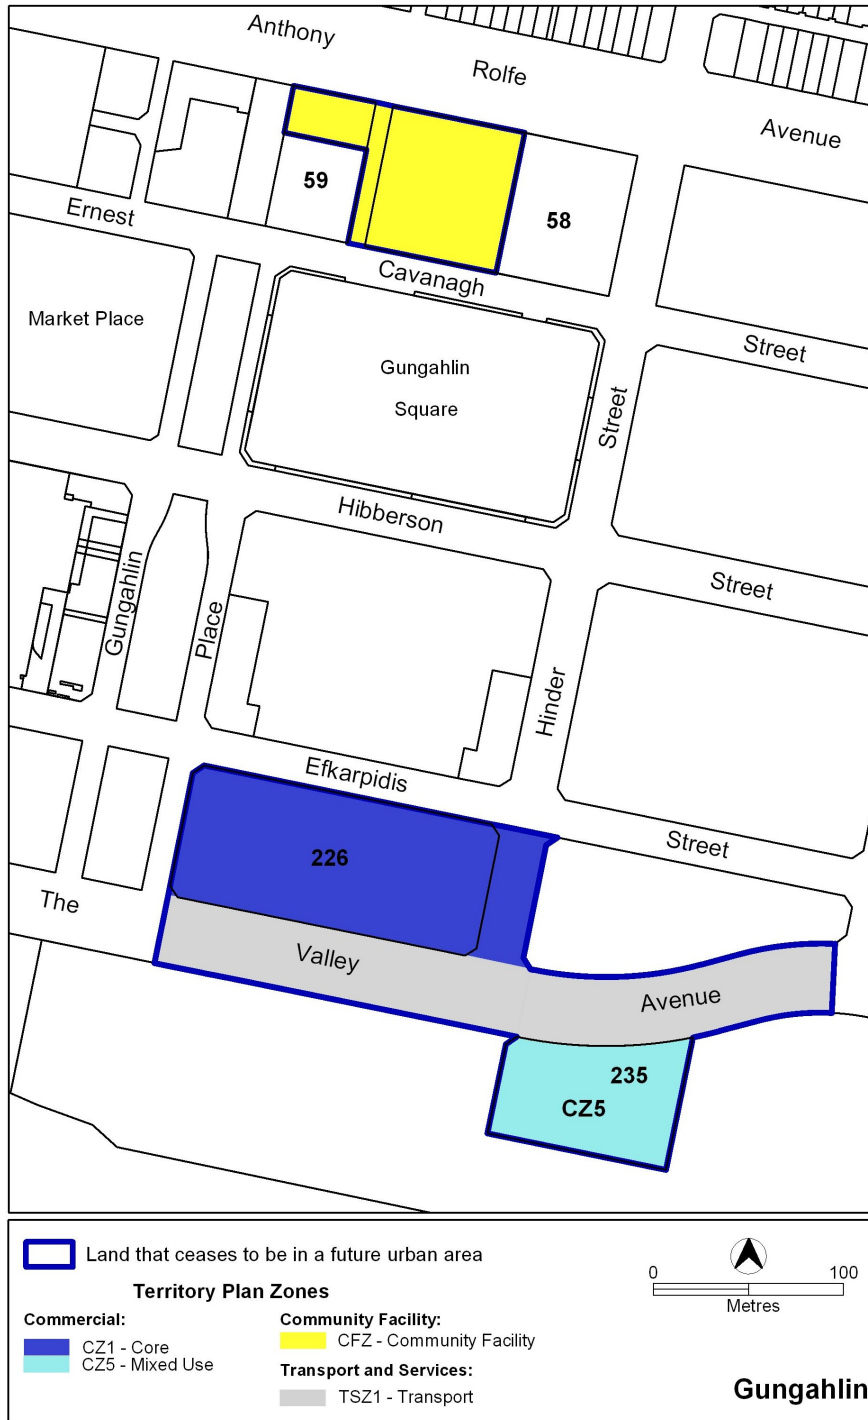 Anthony
Rolfe
Avenue
59
58
Ernest
Cavanagh
Street
Market Place
Gungahlin
Square
Street
Hibberson
Street
Gungahlin
Place
Hinder
Efkarpidis
Street
226
The
Valley
Avenue
235
CZ5
Land that ceases to be in a future urban area
Territory Plan Zones
Commercial:
CZ1 - Core
CZ5 - Mixed Use
Community Facility:
CFZ - Community Facility
Transport and Services:
TSZ1 - Transport
0 100
Metres
Gungahlin